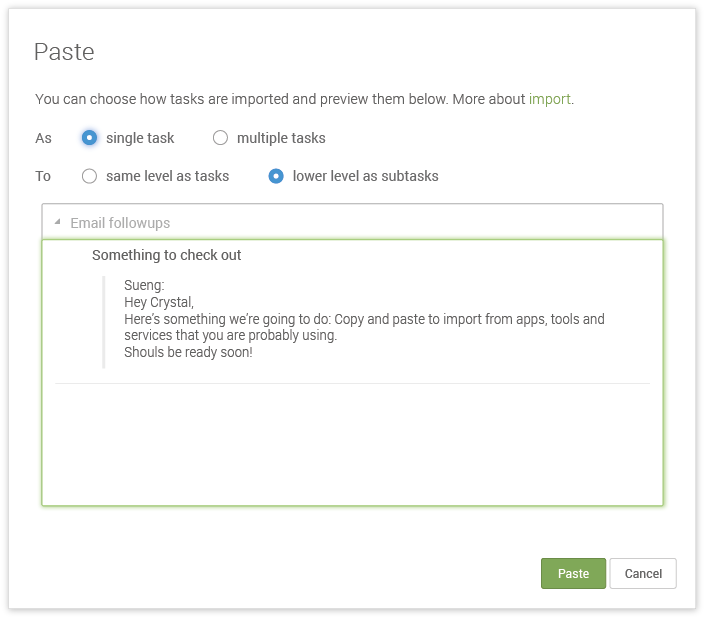 Paste
You can choose how tasks are imported and preview them below. More about import.
As single task multiple tasks
To same level as tasks lower level as subtasks
Email followups
Something to check out
Sueng:
Hey Crystal,
Here's something we're going to do: Copy and paste to import from apps, tools and
services that you are probably using.
Shouls be ready soon!
Paste Cancel